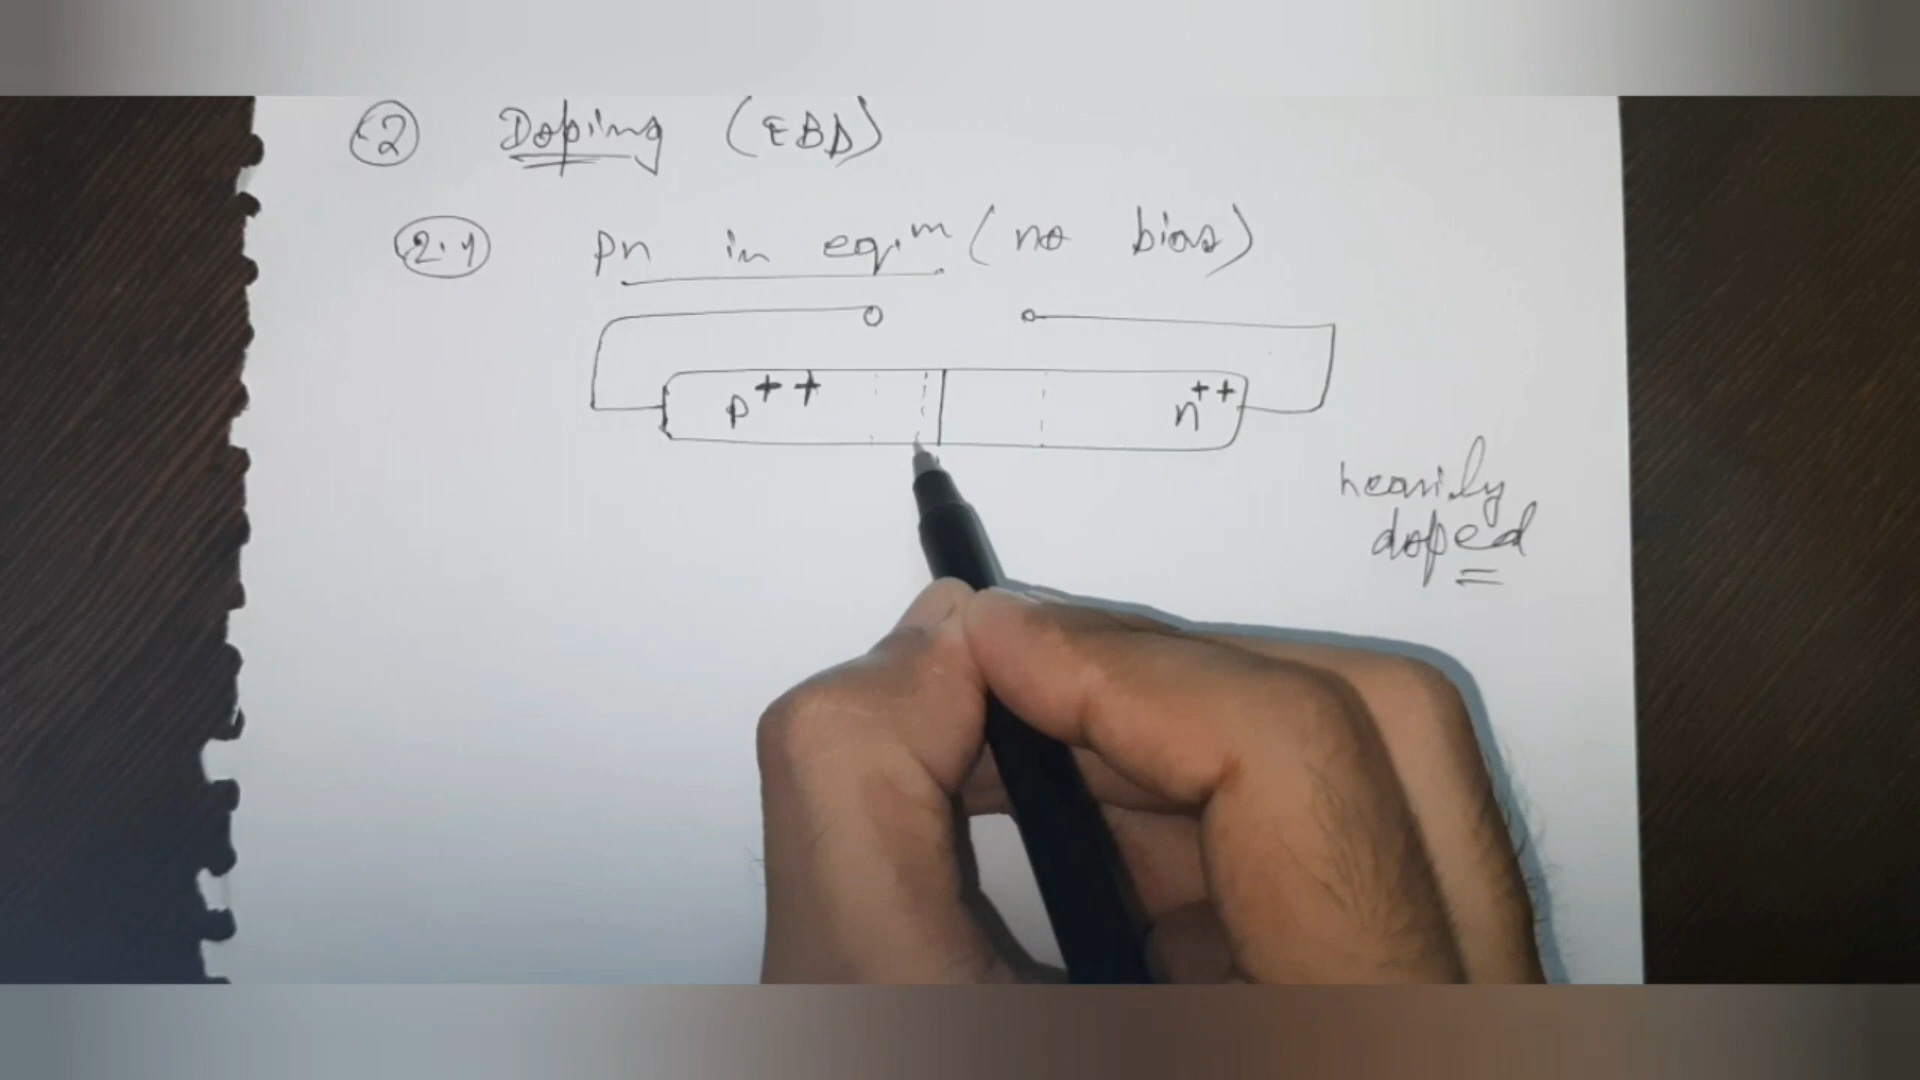 2 Doping (EBD)
2.1 pn in eqᵐ (no bias)
p++ n++
heavily
doped